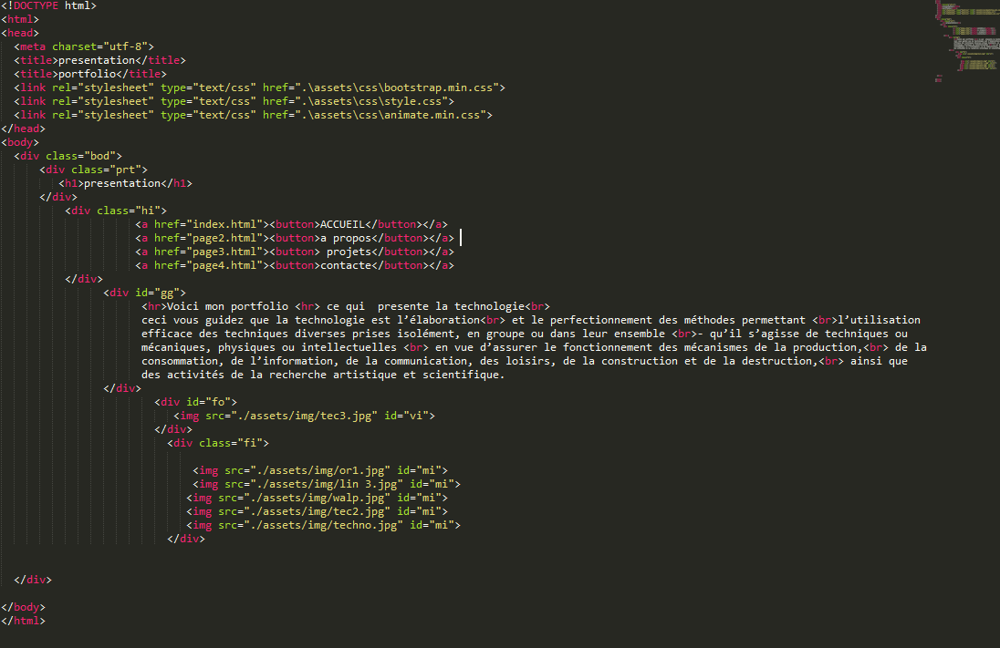 <!DOCTYPE html>
<html>
<head>
  <meta charset="utf-8">
  <title>presentation</title>
  <title>portfolio</title>
  <link rel="stylesheet" type="text/css" href=".\assets\css\bootstrap.min.css">
  <link rel="stylesheet" type="text/css" href=".\assets\css\style.css">
  <link rel="stylesheet" type="text/css" href=".\assets\css\animate.min.css">
</head>
<body>
  <div class="bod">
      <div class="prt">
         <h1>presentation</h1>
      </div>
          <div class="hi">
                     <a href="index.html"><button>ACCUEIL</button></a>
                     <a href="page2.html"><button>a propos</button></a>
                     <a href="page3.html"><button> projets</button></a>
                     <a href="page4.html"><button>contacte</button></a>
          </div>
                <div id="gg">
                      <hr>Voici mon portfolio <hr> ce qui  presente la technologie<br>
                      ceci vous guidez que la technologie est l’élaboration<br> et le perfectionnement des méthodes permettant <br>l’utilisation
                      efficace des techniques diverses prises isolément, en groupe ou dans leur ensemble <br>- qu’il s’agisse de techniques ou
                      mécaniques, physiques ou intellectuelles <br> en vue d’assurer le fonctionnement des mécanismes de la production,<br> de la
                      consommation, de l’information, de la communication, des loisirs, de la construction et de la destruction,<br> ainsi que
                      des activités de la recherche artistique et scientifique.
                </div>
                        <div id="fo">
                           <img src="./assets/img/tec3.jpg" id="vi">
                        </div>
                          <div class="fi">
                              <img src="./assets/img/or1.jpg" id="mi">
                              <img src="./assets/img/lin 3.jpg" id="mi">
                             <img src="./assets/img/walp.jpg" id="mi">
                             <img src="./assets/img/tec2.jpg" id="mi">
                             <img src="./assets/img/techno.jpg" id="mi">
                          </div>
  </div>
</body>
</html>